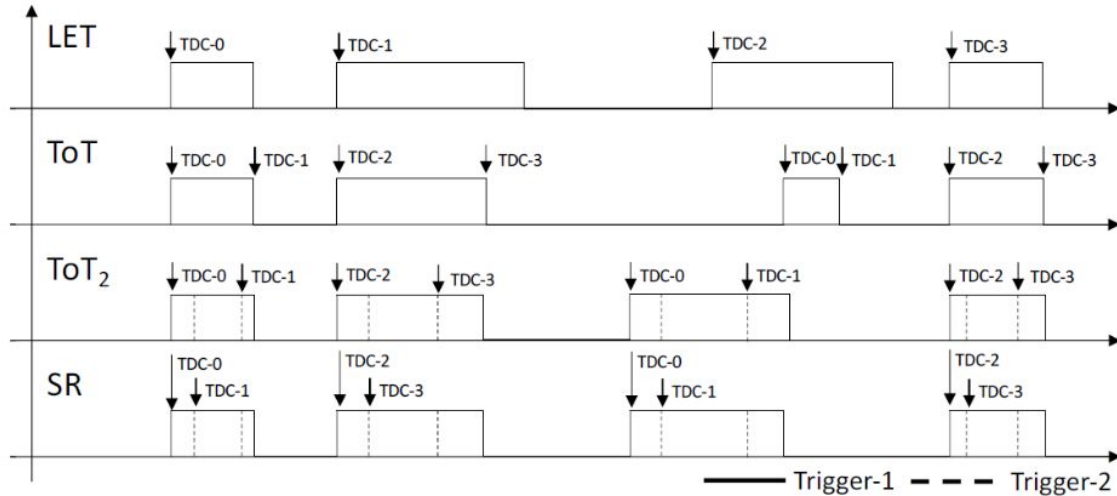 LET
TDC-0 TDC-1 TDC-2 TDC-3
ToT
TDC-0 TDC-1 TDC-2 TDC-3 TDC-0 TDC-1 TDC-2 TDC-3
ToT₂
TDC-0 TDC-1 TDC-2 TDC-3 TDC-0 TDC-1 TDC-2 TDC-3
SR
TDC-0 TDC-2 TDC-0 TDC-2
TDC-1 TDC-3 TDC-1 TDC-3
Trigger-1 Trigger-2